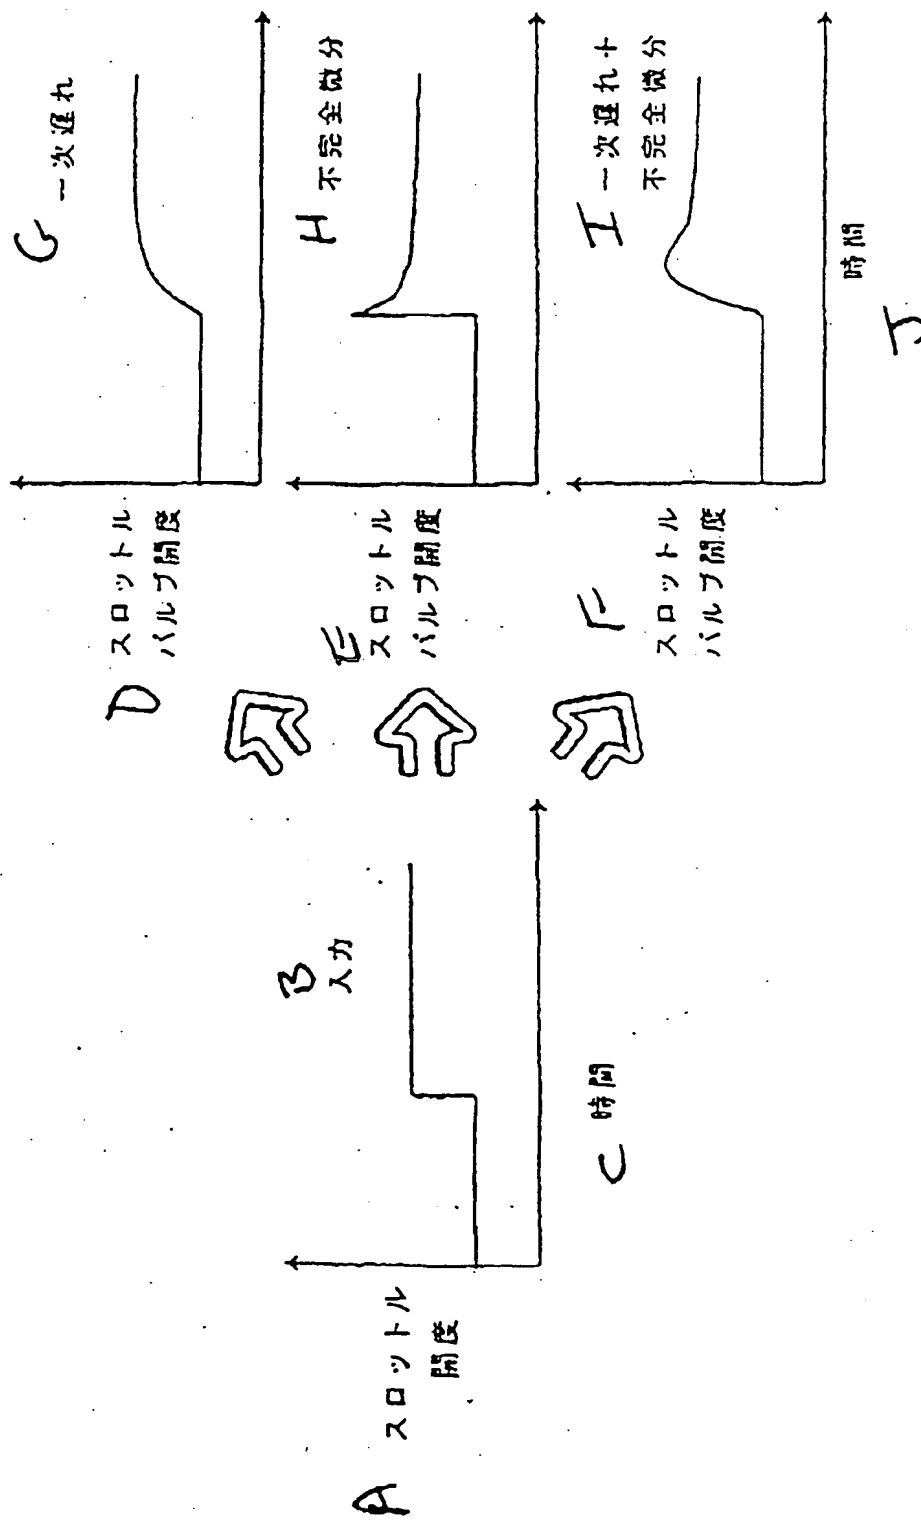 A
スロットル
開度
B
入力
C
時間
D
スロットル
バルブ開度
G
一次遅れ
E
スロットル
バルブ開度
H
不完全微分
F
スロットル
バルブ開度
I
一次遅れ+
不完全微分
時間
J